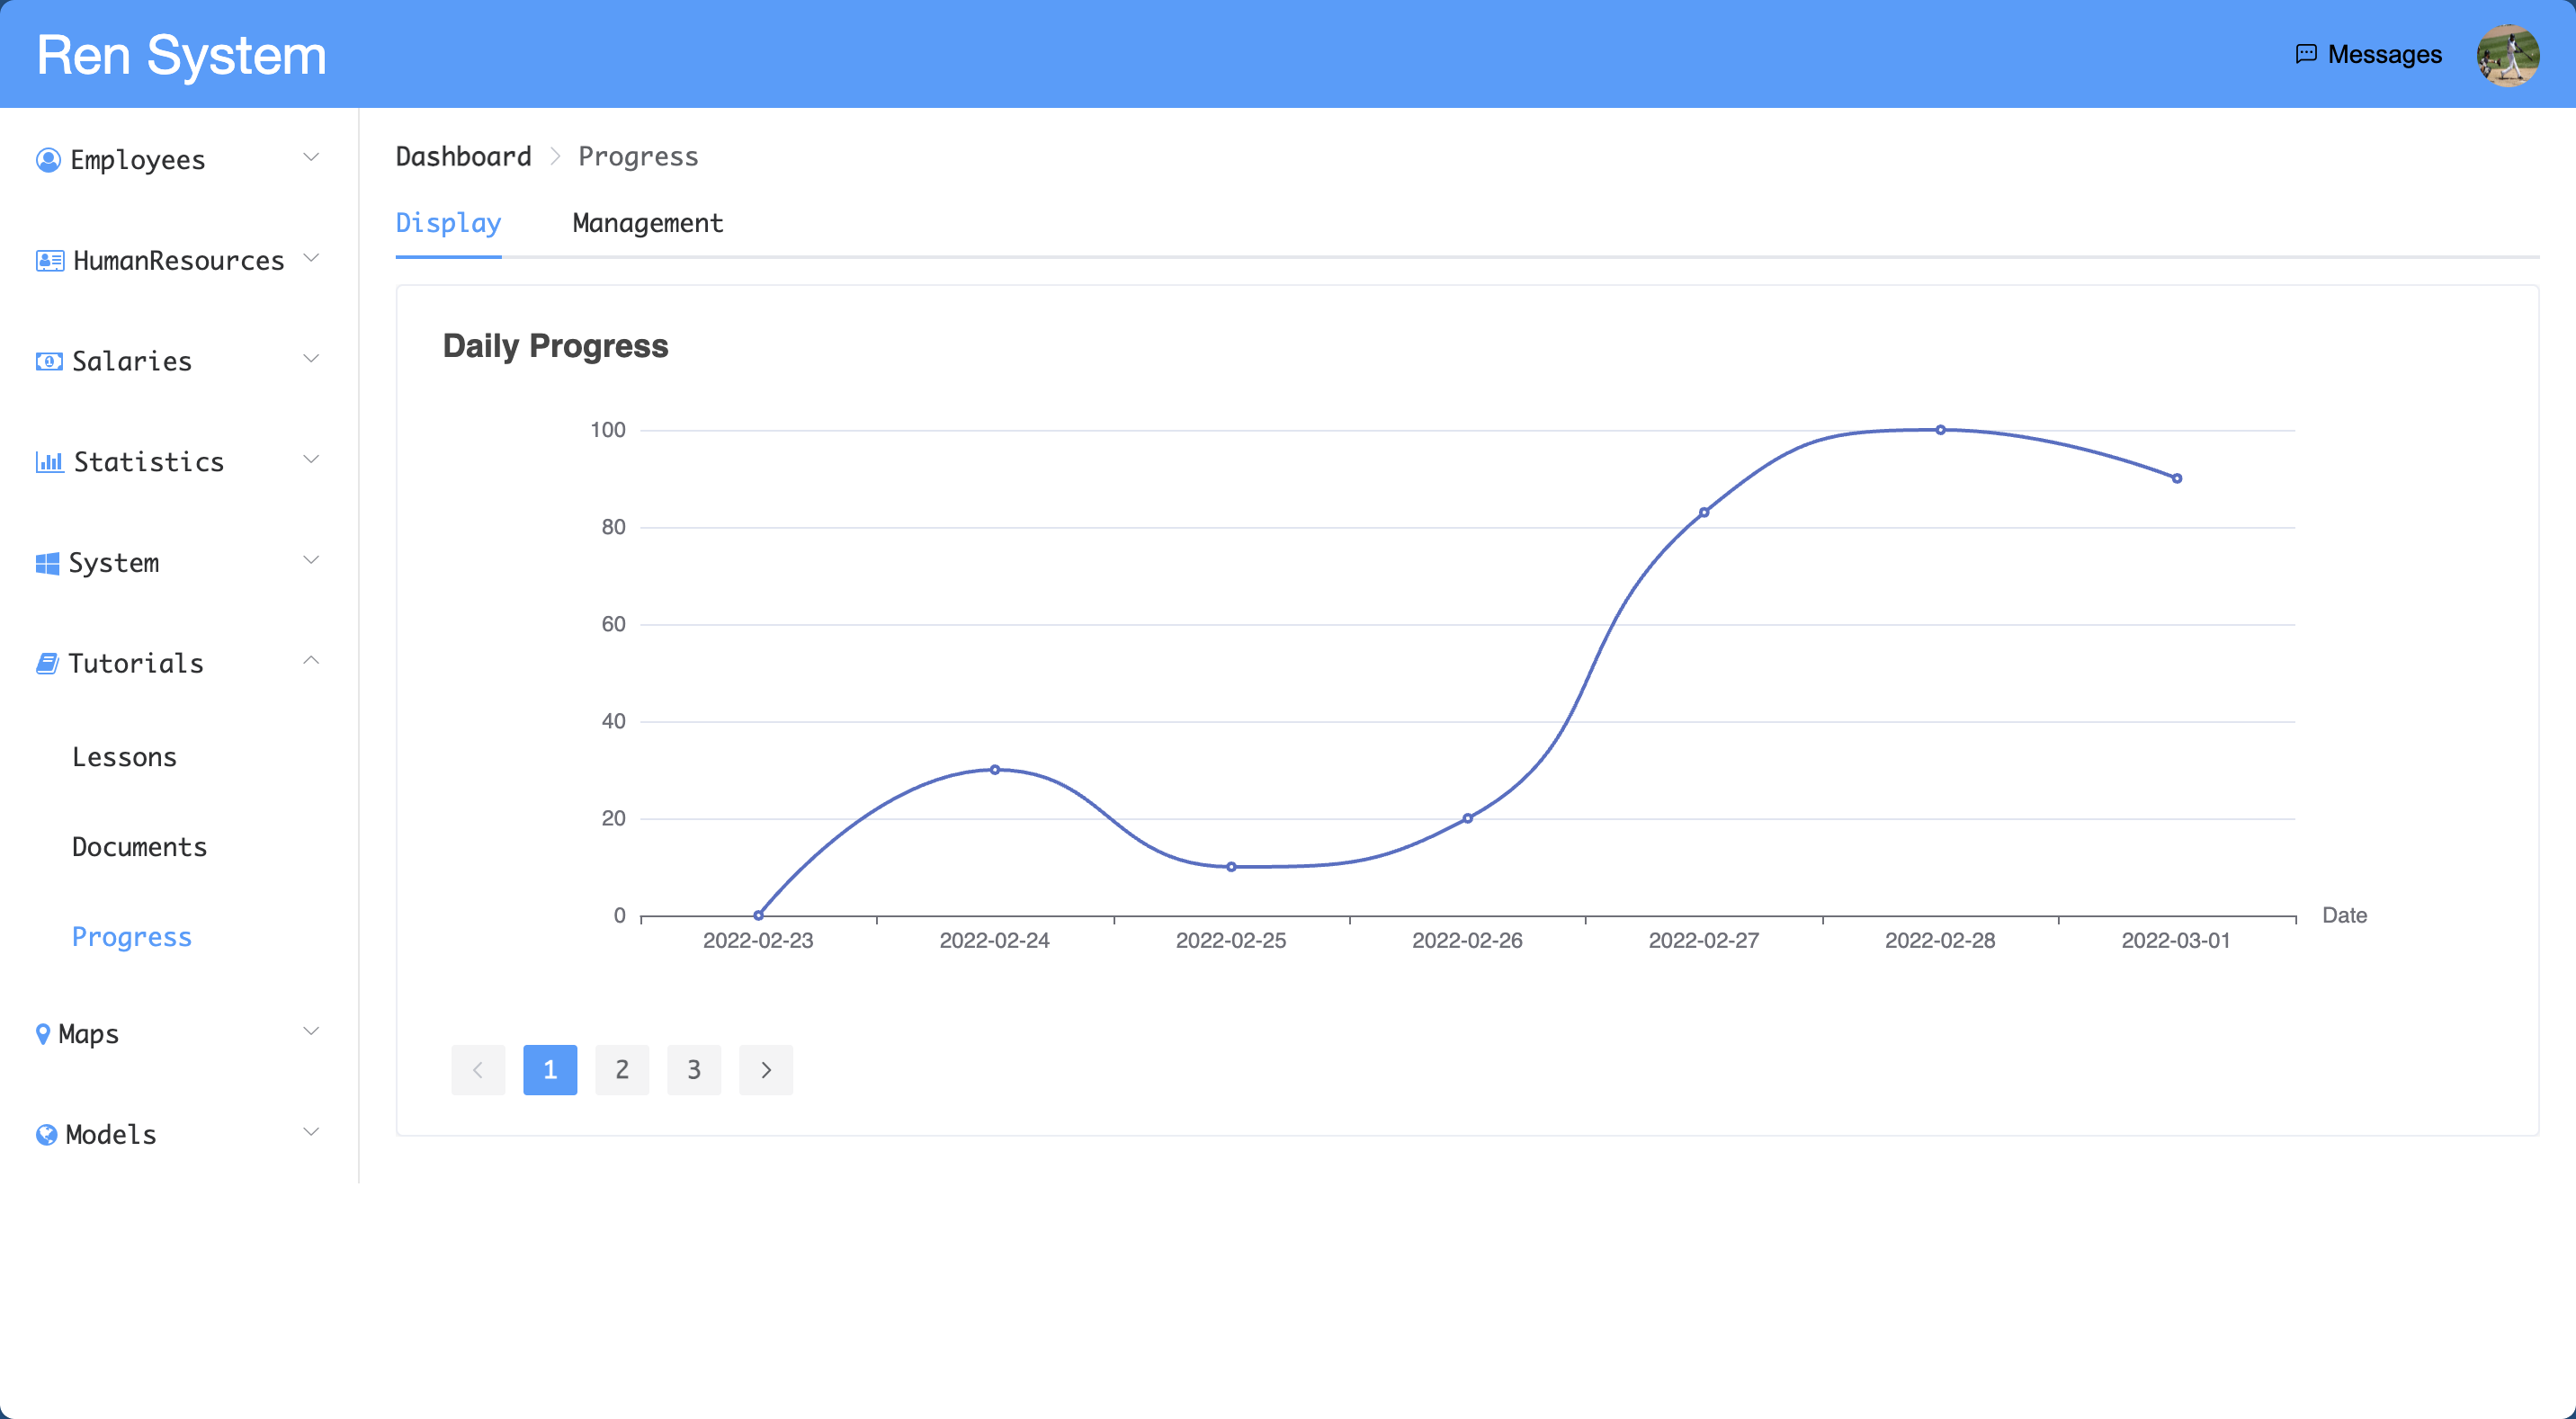 Ren System
Messages
Employees
HumanResources
Salaries
Statistics
System
Tutorials
Lessons
Documents
Progress
Maps
Models
Dashboard > Progress
Display Management
Daily Progress
100
80
60
40
20
0
2022-02-23 2022-02-24 2022-02-25 2022-02-26 2022-02-27 2022-02-28 2022-03-01
Date
< 1 2 3 >